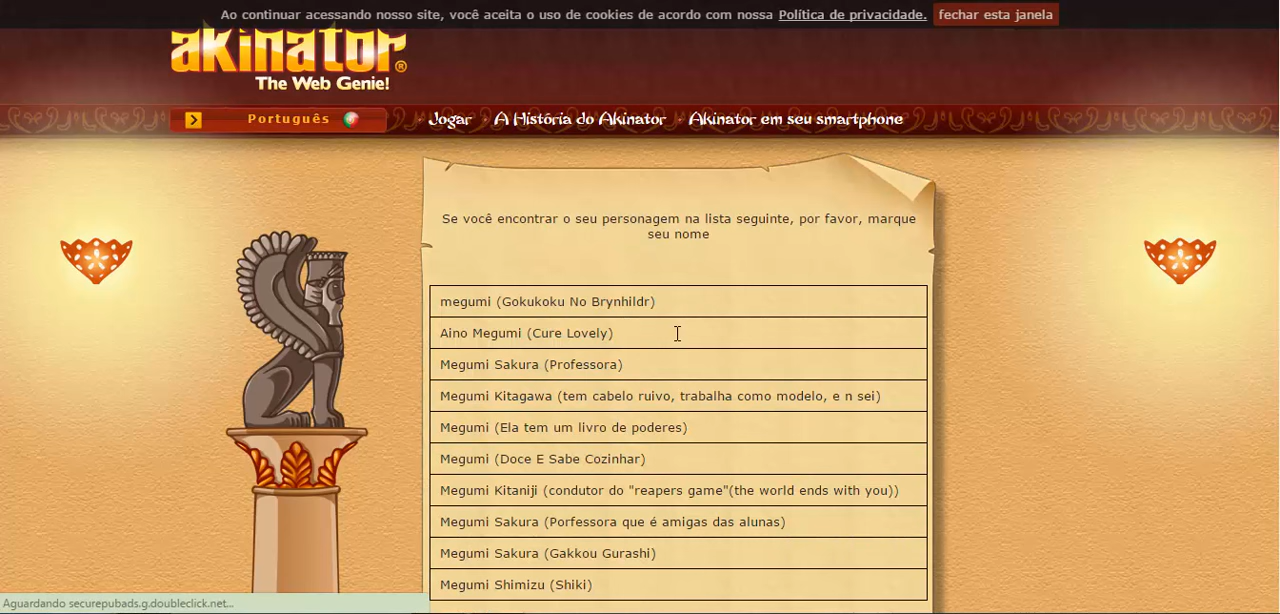 Ao continuar acessando nosso site, você aceita o uso de cookies de acordo com nossa Política de privacidade. fechar esta janela
akinator®
The Web Genie!
Português
· Jogar · A História do Akinator · Akinator em seu smartphone
Se você encontrar o seu personagem na lista seguinte, por favor, marque
seu nome
megumi (Gokukoku No Brynhildr)
Aino Megumi (Cure Lovely)
Megumi Sakura (Professora)
Megumi Kitagawa (tem cabelo ruivo, trabalha como modelo, e n sei)
Megumi (Ela tem um livro de poderes)
Megumi (Doce E Sabe Cozinhar)
Megumi Kitaniji (condutor do "reapers game"(the world ends with you))
Megumi Sakura (Porfessora que é amigas das alunas)
Megumi Sakura (Gakkou Gurashi)
Megumi Shimizu (Shiki)
Aguardando securepubads.g.doubleclick.net...